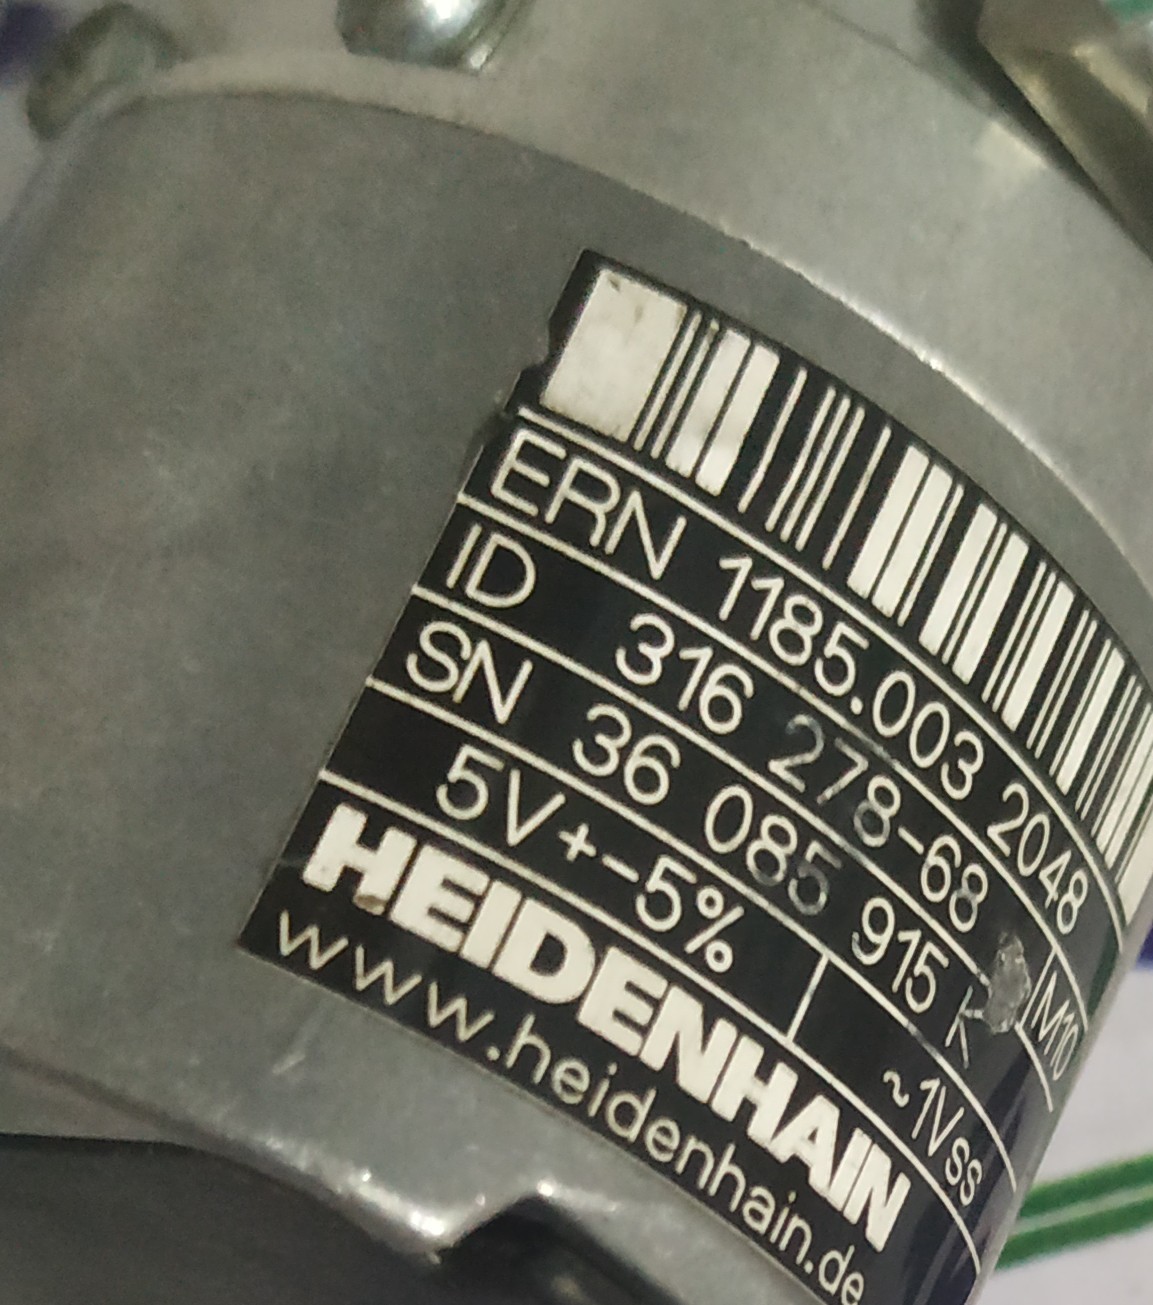 ERN 1185.003 2048
ID 316 278-68 M10
SN 36 085 915 K
5V+-5% ~1Vss
HEIDENHAIN
www.heidenhain.de